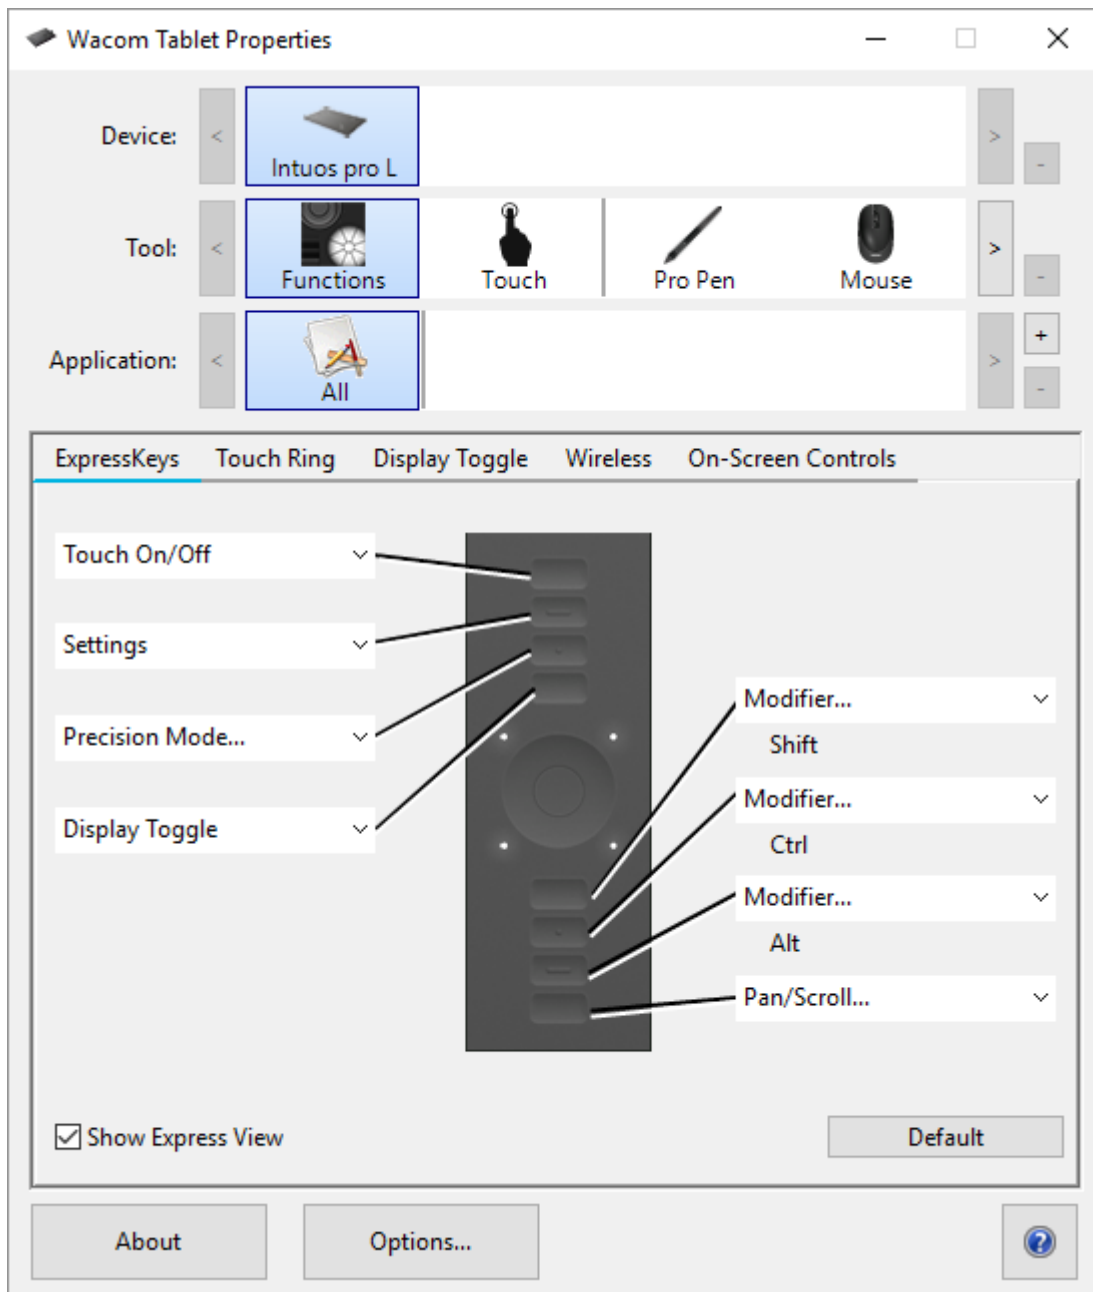 Wacom Tablet Properties
Device:
<
Intuos pro L
>
-
Tool:
<
Functions
Touch
Pro Pen
Mouse
>
-
Application:
<
All
>
+
-
ExpressKeys Touch Ring Display Toggle Wireless On-Screen Controls
Touch On/Off
Settings
Precision Mode...
Display Toggle
Modifier...
Shift
Modifier...
Ctrl
Modifier...
Alt
Pan/Scroll...
Show Express View
Default
About
Options...
?